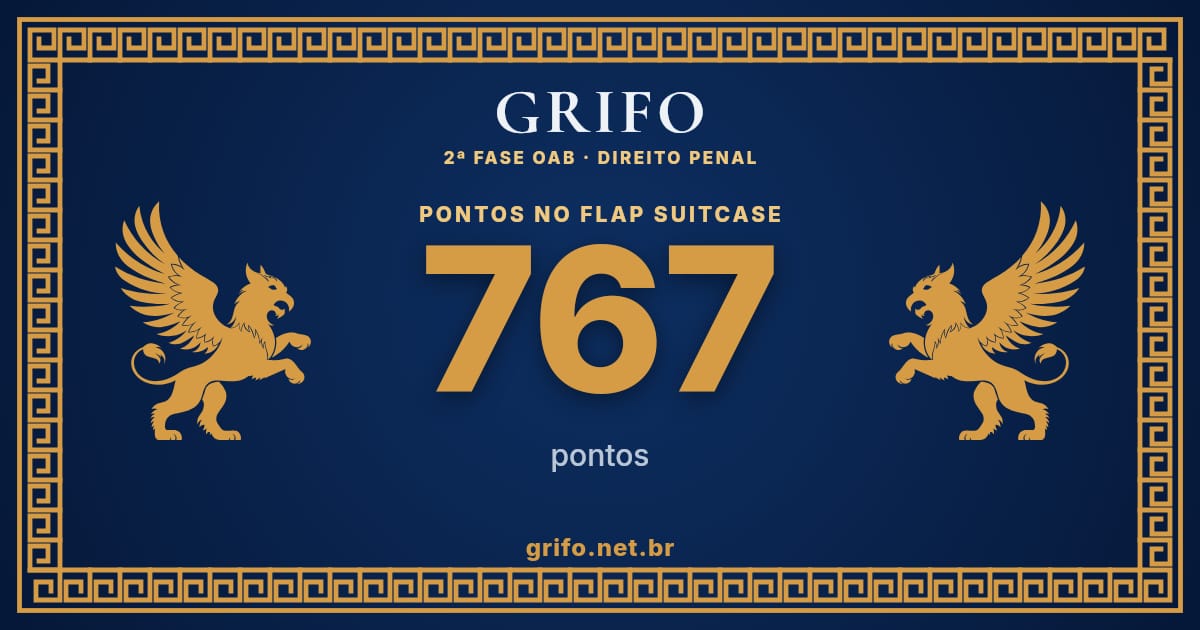 GRIFO
2ª FASE OAB · DIREITO PENAL
PONTOS NO FLAP SUITCASE
767
pontos
grifo.net.br